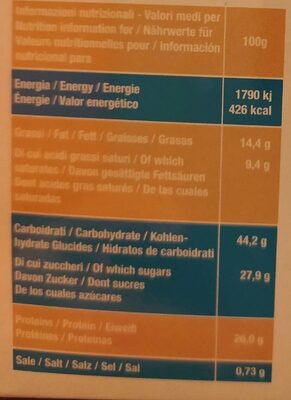 Informazioni nutrizionali - Valori medi per
Nutrition information for / Nährwerte für
Valeurs nutritionnelles pour / información
nutricional para
100g
Energia / Energy / Energie
Énergie / Valor energético
1790 kj
426 kcal
Grassi / Fat / Fett / Graisses / Grasas
14,4 g
Di cui acidi grassi saturi / Of which
saturates / Davon gesättigte Fettsäuren
Dont acides gras saturés / De las cuales
saturadas
9,4 g
Carboidrati / Carbohydrate / Kohlen-
hydrate Glucides / Hidratos de carboidrati
44,2 g
Di cui zuccheri / Of which sugars
Davon Zucker / Dont sucres
De los cuales azúcares
27,9 g
Proteine / Protein / Eiweiß
Protéines / Proteinas
Sale / Salt / Salz / Sel / Sal
0,73 g